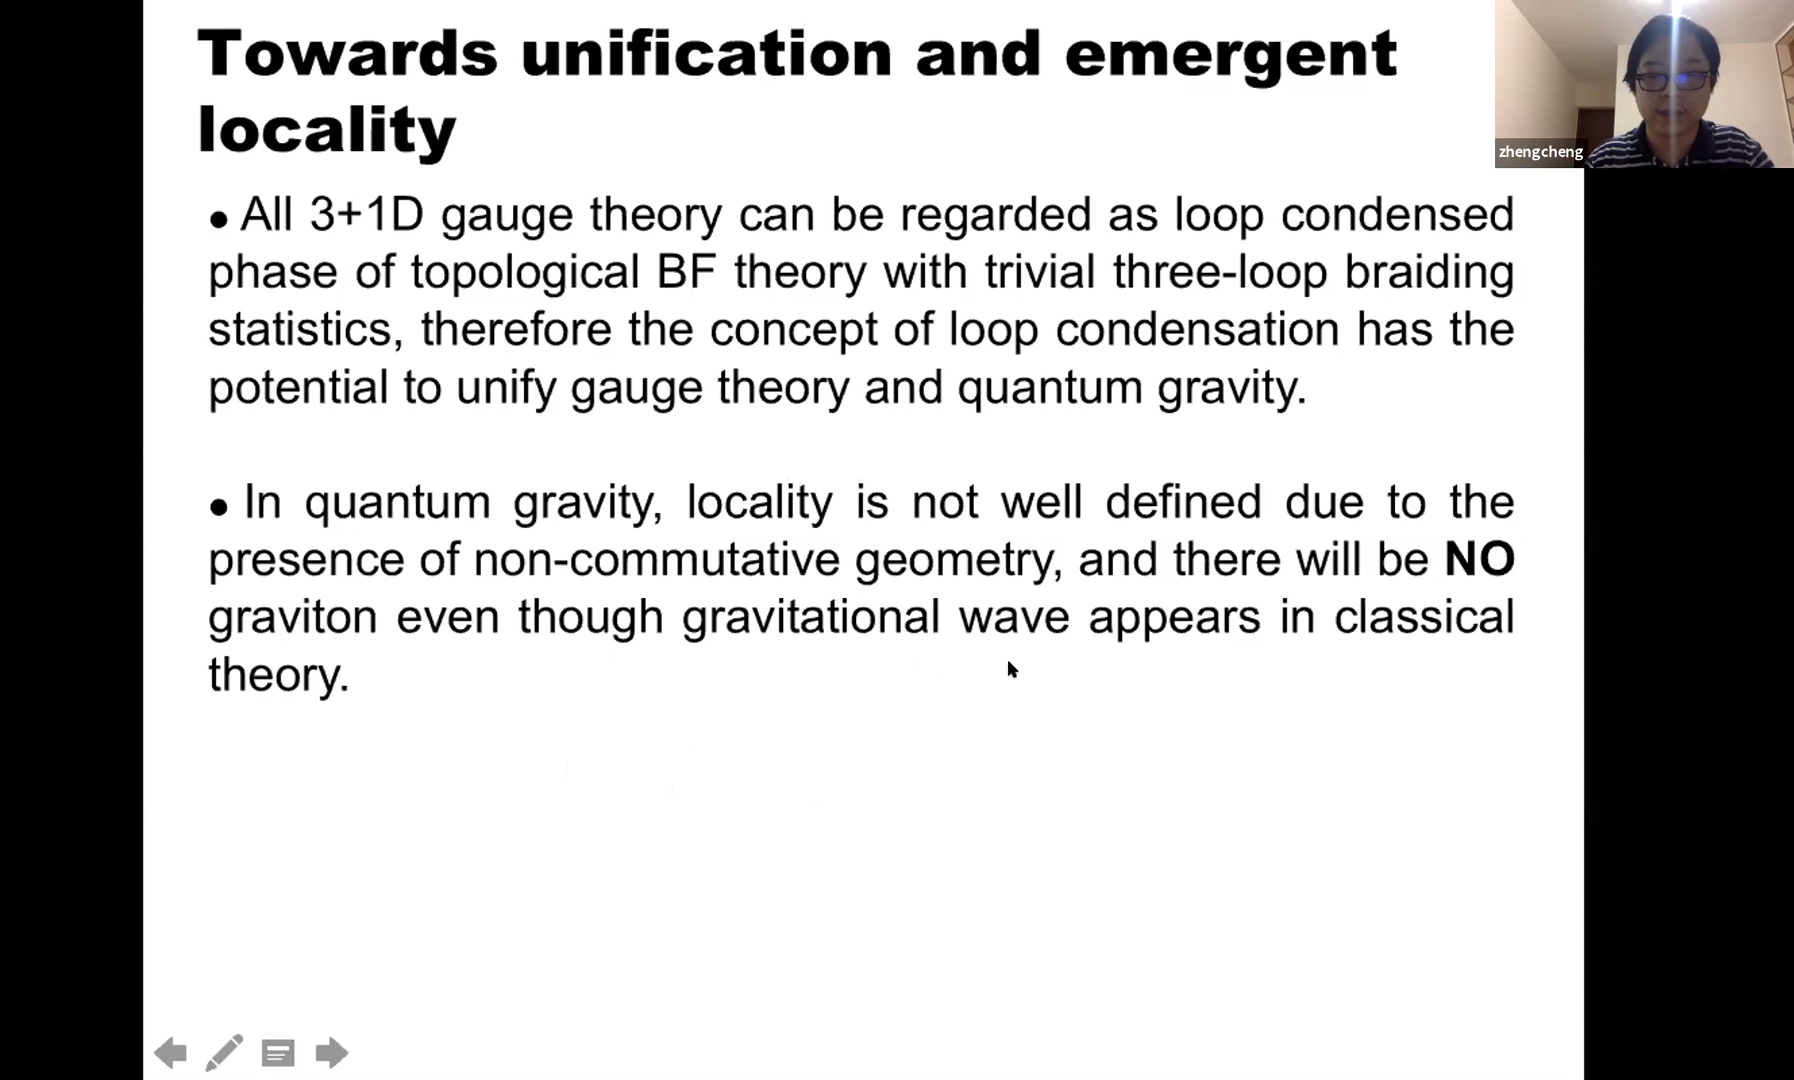 Towards unification and emergent
locality
zhengcheng
● All 3+1D gauge theory can be regarded as loop condensed
phase of topological BF theory with trivial three-loop braiding
statistics, therefore the concept of loop condensation has the
potential to unify gauge theory and quantum gravity.
● In quantum gravity, locality is not well defined due to the
presence of non-commutative geometry, and there will be NO
graviton even though gravitational wave appears in classical
theory.